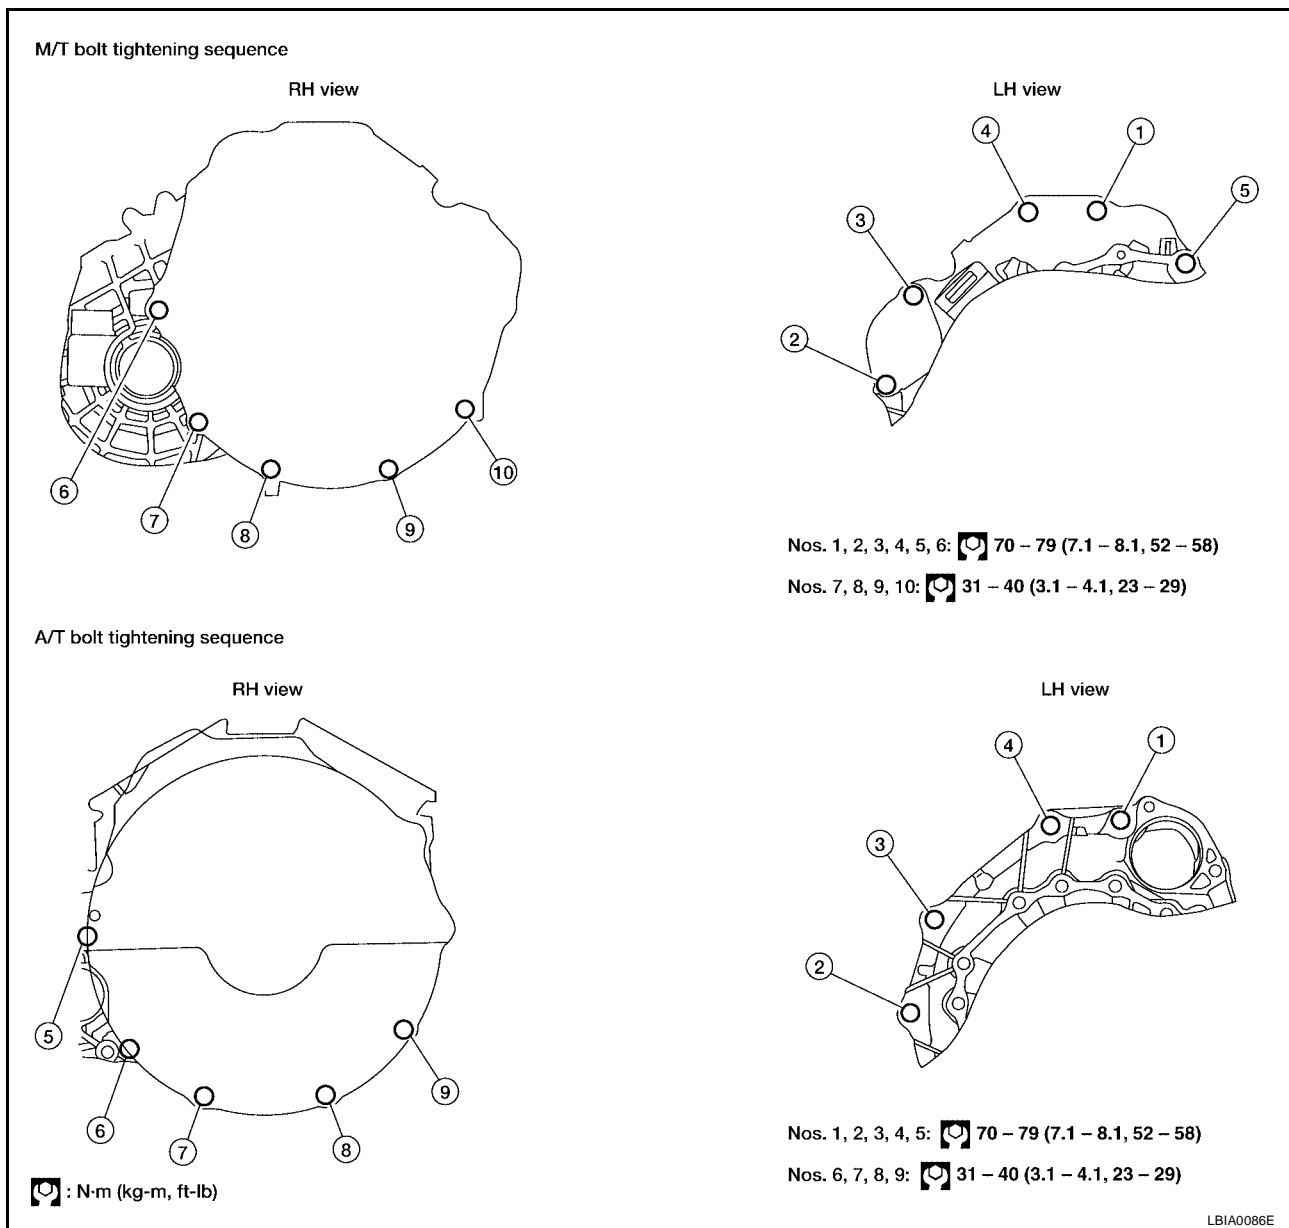 M/T bolt tightening sequence
RH view
LH view
4
1
5
3
2
6
7
8
9
10
Nos. 1, 2, 3, 4, 5, 6: 70 – 79 (7.1 – 8.1, 52 – 58)
Nos. 7, 8, 9, 10: 31 – 40 (3.1 – 4.1, 23 – 29)
A/T bolt tightening sequence
RH view
LH view
4
1
3
2
5
6
7
8
9
Nos. 1, 2, 3, 4, 5: 70 – 79 (7.1 – 8.1, 52 – 58)
Nos. 6, 7, 8, 9: 31 – 40 (3.1 – 4.1, 23 – 29)
: N·m (kg-m, ft-lb)
LBIA0086E